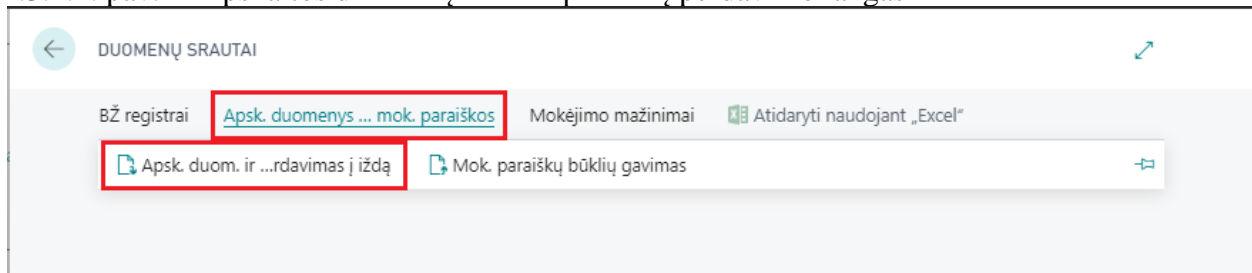 DUOMENŲ SRAUTAI
BŽ registrai Apsk. duomenys ... mok. paraiškos Mokėjimo mažinimai Atidaryti naudojant „Excel“
Apsk. duom. ir ...rdavimas į iždą Mok. paraiškų būklių gavimas